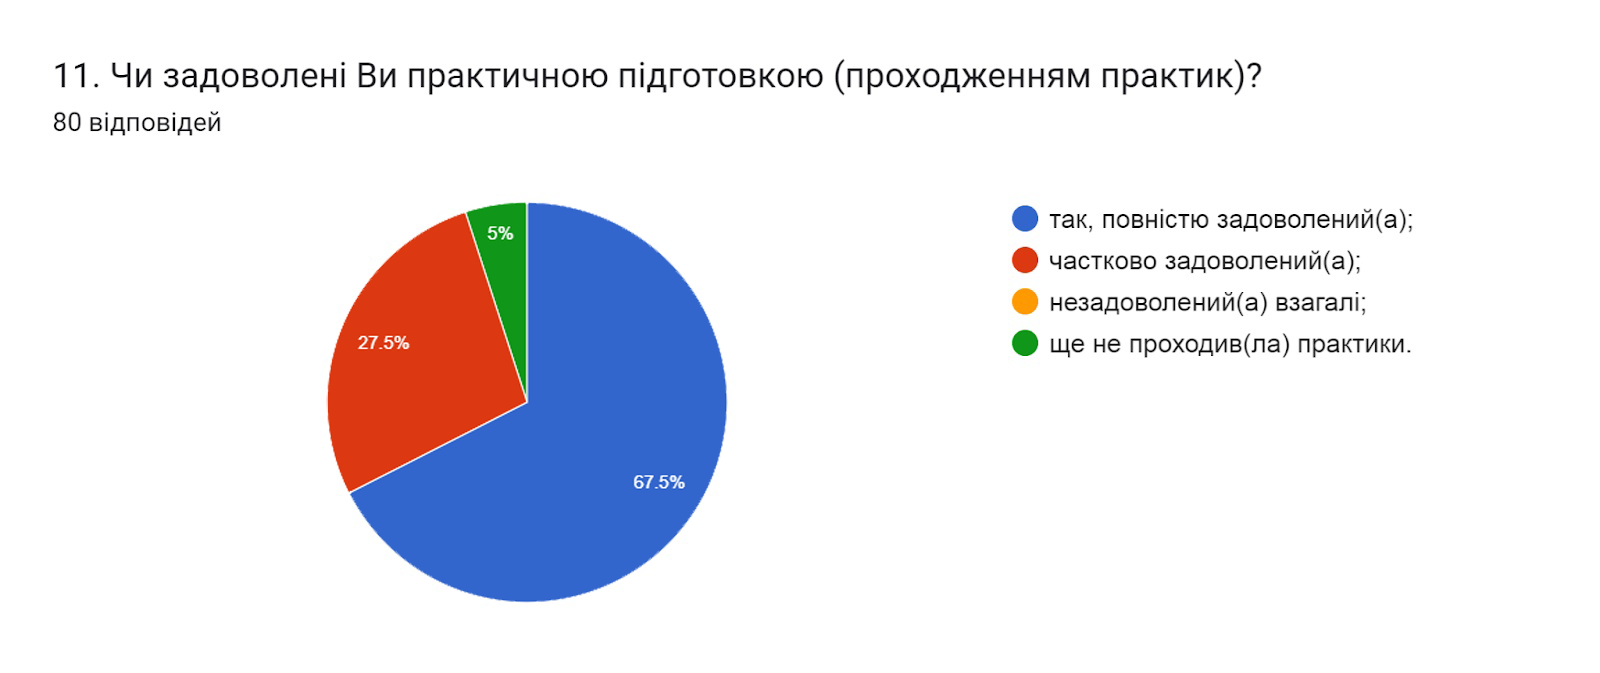 11. Чи задоволені Ви практичною підготовкою (проходженням практик)?
80 відповідей
так, повністю задоволений(а);
частково задоволений(а);
незадоволений(а) взагалі;
ще не проходив(ла) практики.
5%
27.5%
67.5%